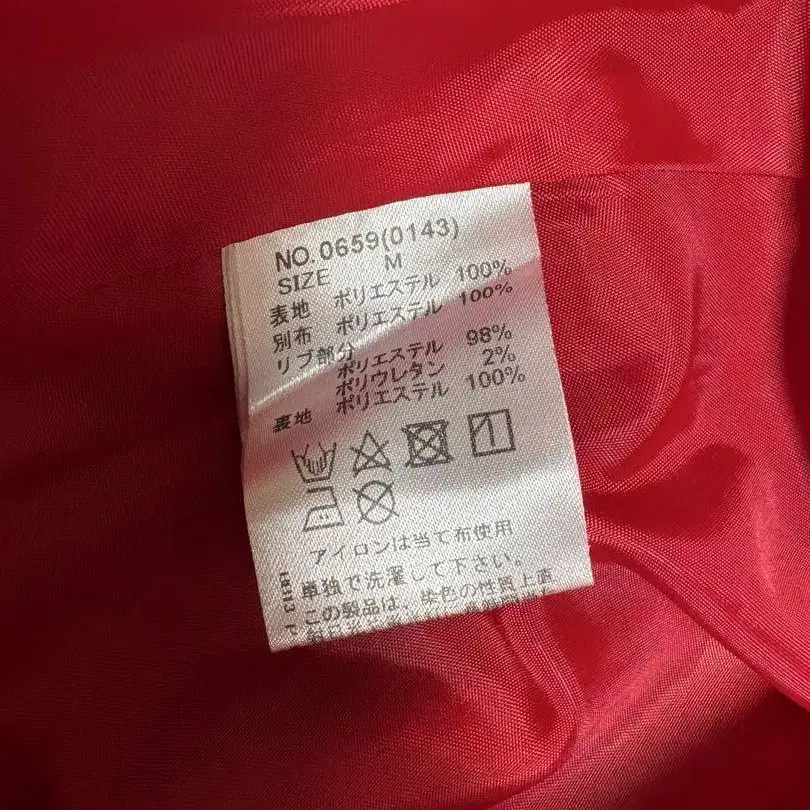 NO.0659(0143)
SIZE M
表地 ポリエステル 100%
別布 ポリエステル 100%
リブ部分
ポリエステル 98%
ポリウレタン 2%
裏地 ポリエステル 100%
アイロンは当て布使用
単独で洗濯して下さい。
この製品は、染色の性質上直